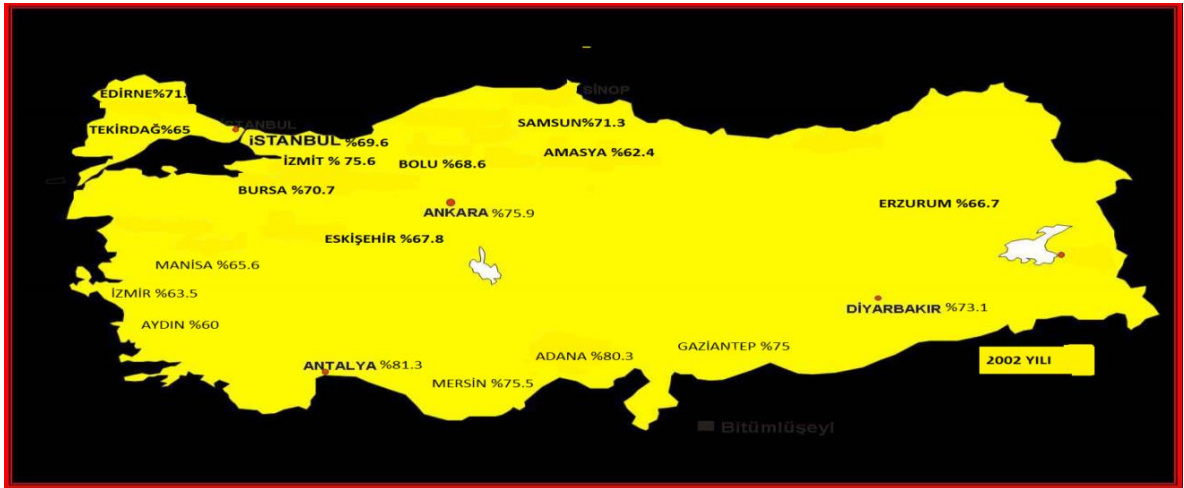 SİNOP
EDİRNE%71.
TEKİRDAĞ%65
İSTANBUL
İSTANBUL %69.6
SAMSUN%71.3
AMASYA %62.4
İZMİT % 75.6
BOLU %68.6
BURSA %70.7
ANKARA %75.9
ERZURUM %66.7
ESKİŞEHİR %67.8
MANİSA %65.6
İZMİR %63.5
DİYARBAKIR %73.1
AYDIN %60
GAZİANTEP %75
ADANA %80.3
2002 YILI
ANTALYA %81.3
MERSİN %75.5
Bitümlüşeyl